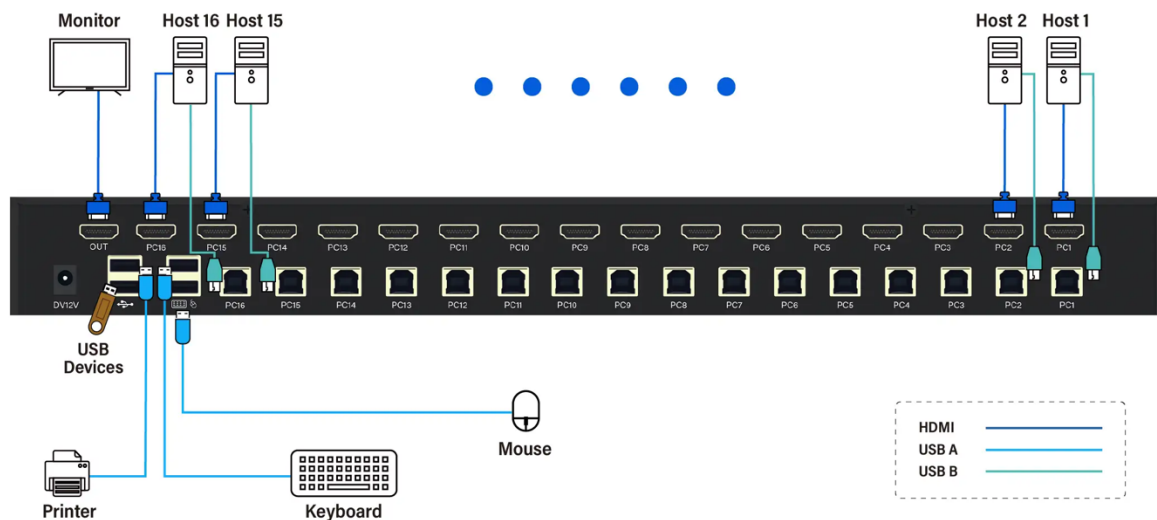 Monitor
Host 16
Host 15
Host 2
Host 1
OUT
PC16
PC15
PC14
PC13
PC12
PC11
PC10
PC9
PC8
PC7
PC6
PC5
PC4
PC3
PC2
PC1
DV12V
PC16
PC15
PC14
PC13
PC12
PC11
PC10
PC9
PC8
PC7
PC6
PC5
PC4
PC3
PC2
PC1
USB
Devices
Mouse
Printer
Keyboard
HDMI
USB A
USB B